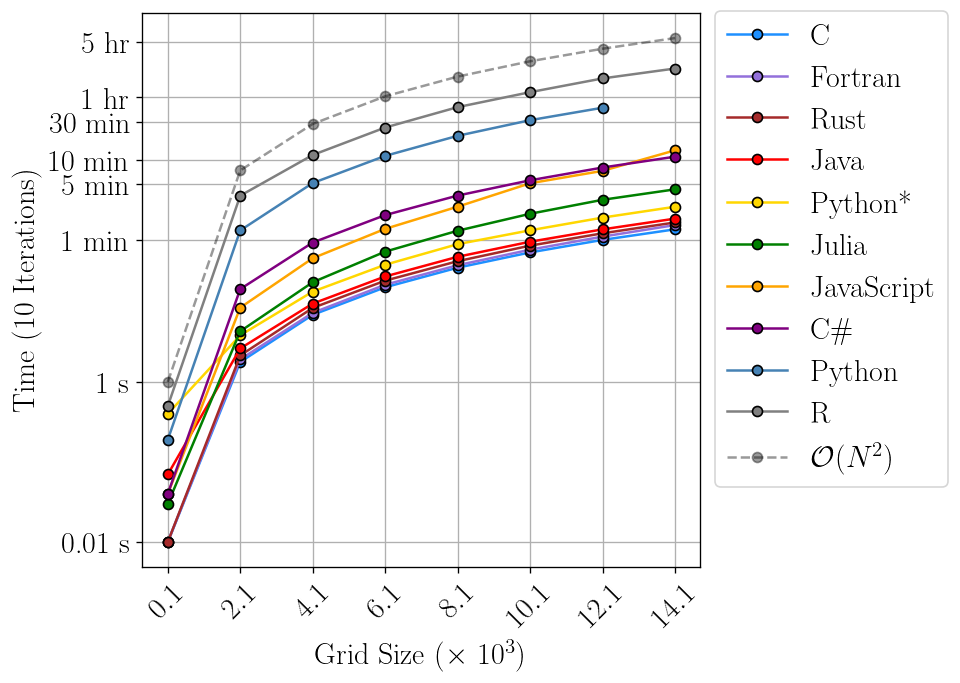 5 hr
1 hr
30 min
10 min
5 min
1 min
1 s
0.01 s
Time (10 Iterations)
0.1
2.1
4.1
6.1
8.1
10.1
12.1
14.1
Grid Size (× 10³)
C
Fortran
Rust
Java
Python*
Julia
JavaScript
C#
Python
R
𝒪(N²)